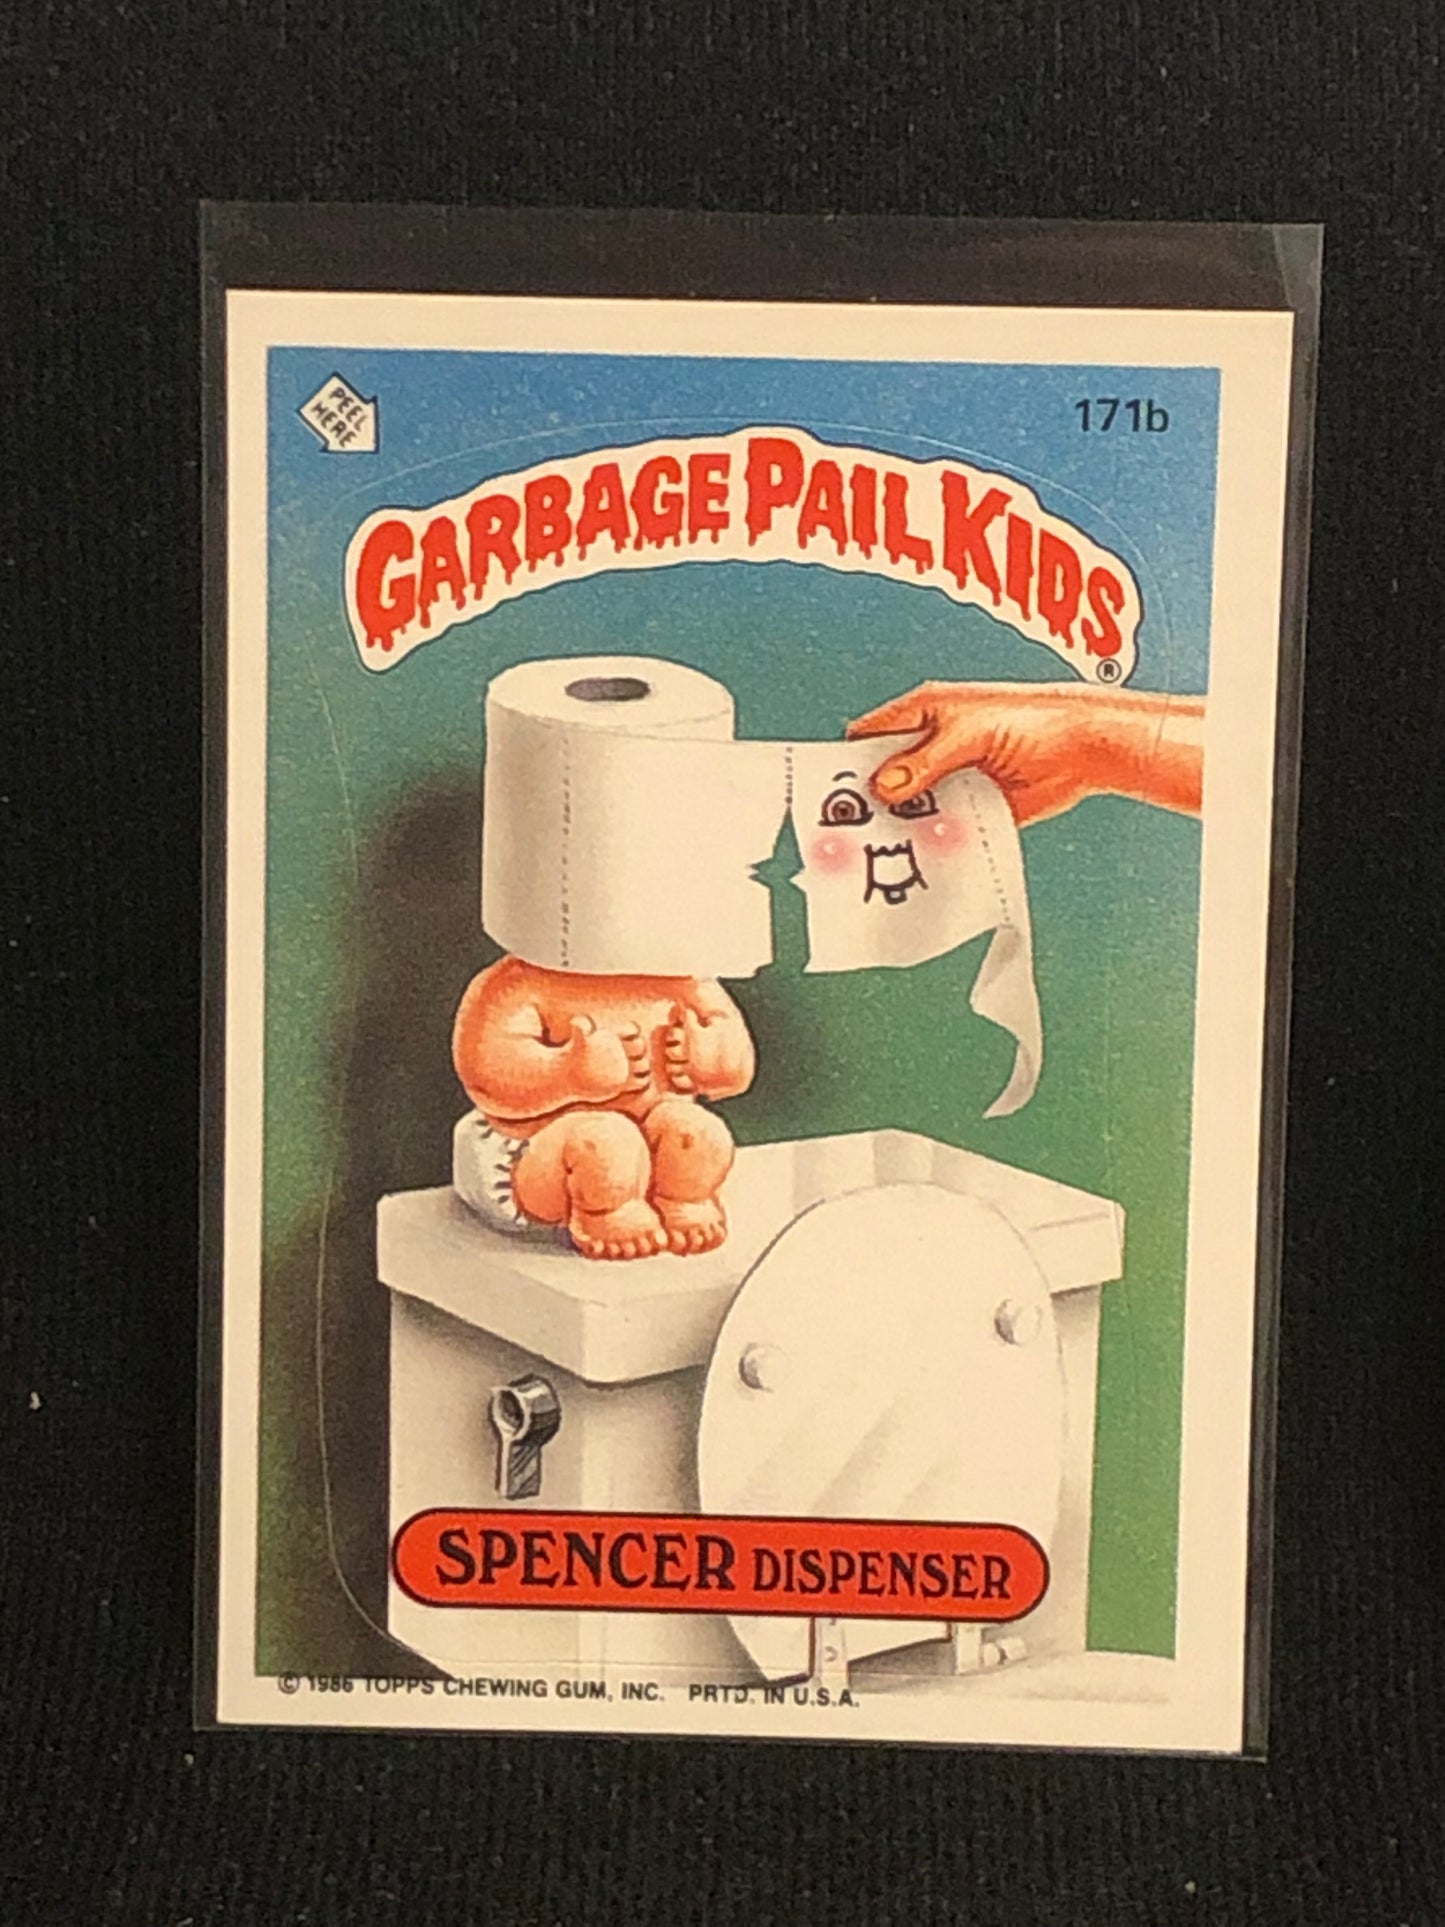 PEEL
HERE
171b
GARBAGE PAIL KIDS
®
SPENCER DISPENSER
© 1986 TOPPS CHEWING GUM, INC. PRTD. IN U.S.A.